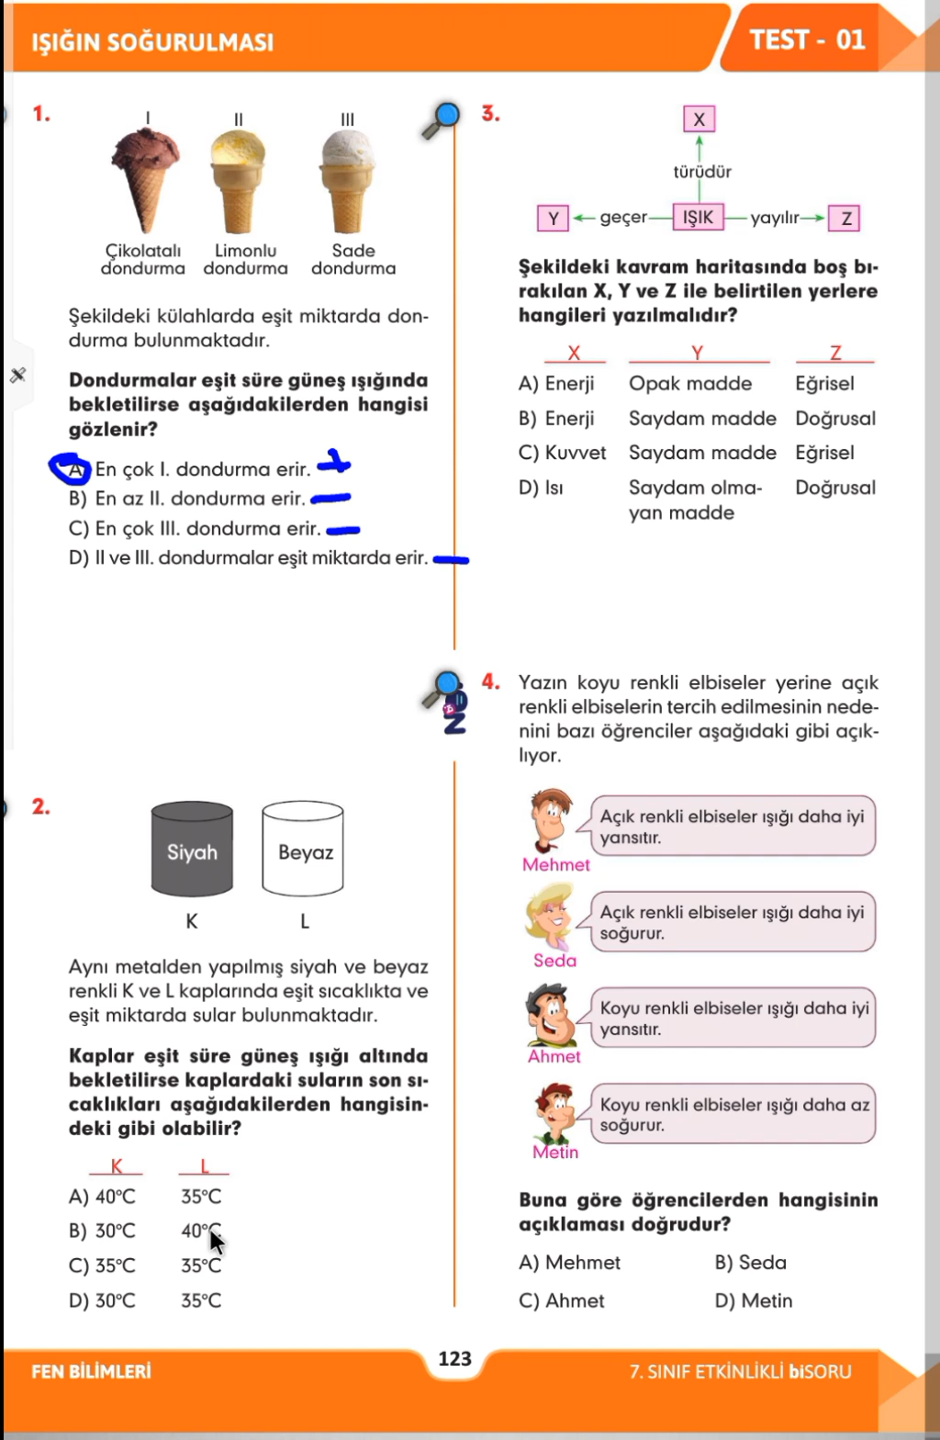 IŞIĞIN SOĞURULMASI
TEST - 01
1.
I
II
III
Çikolatalı dondurma
Limonlu dondurma
Sade dondurma
Şekildeki külahlarda eşit miktarda don-
durma bulunmaktadır.
Dondurmalar eşit süre güneş ışığında
bekletilirse aşağıdakilerden hangisi
gözlenir?
A) En çok I. dondurma erir.
B) En az II. dondurma erir.
C) En çok III. dondurma erir.
D) II ve III. dondurmalar eşit miktarda erir.
2.
Siyah
Beyaz
K
L
Aynı metalden yapılmış siyah ve beyaz
renkli K ve L kaplarında eşit sıcaklıkta ve
eşit miktarda sular bulunmaktadır.
Kaplar eşit süre güneş ışığı altında
bekletilirse kaplardaki suların son sı-
caklıkları aşağıdakilerden hangisin-
deki gibi olabilir?
K L
A) 40°C 35°C
B) 30°C 40°C
C) 35°C 35°C
D) 30°C 35°C
3.
X
türüdür
Y geçer IŞIK yayılır Z
Şekildeki kavram haritasında boş bı-
rakılan X, Y ve Z ile belirtilen yerlere
hangileri yazılmalıdır?
X Y Z
A) Enerji Opak madde Eğrisel
B) Enerji Saydam madde Doğrusal
C) Kuvvet Saydam madde Eğrisel
D) Isı Saydam olma- Doğrusal
yan madde
4.
Yazın koyu renkli elbiseler yerine açık
renkli elbiselerin tercih edilmesinin nede-
nini bazı öğrenciler aşağıdaki gibi açık-
lıyor.
Açık renkli elbiseler ışığı daha iyi
yansıtır.
Mehmet
Açık renkli elbiseler ışığı daha iyi
soğurur.
Seda
Koyu renkli elbiseler ışığı daha iyi
yansıtır.
Ahmet
Koyu renkli elbiseler ışığı daha az
soğurur.
Metin
Buna göre öğrencilerden hangisinin
açıklaması doğrudur?
A) Mehmet B) Seda
C) Ahmet D) Metin
FEN BİLİMLERİ
123
7. SINIF ETKİNLİKLİ biSORU